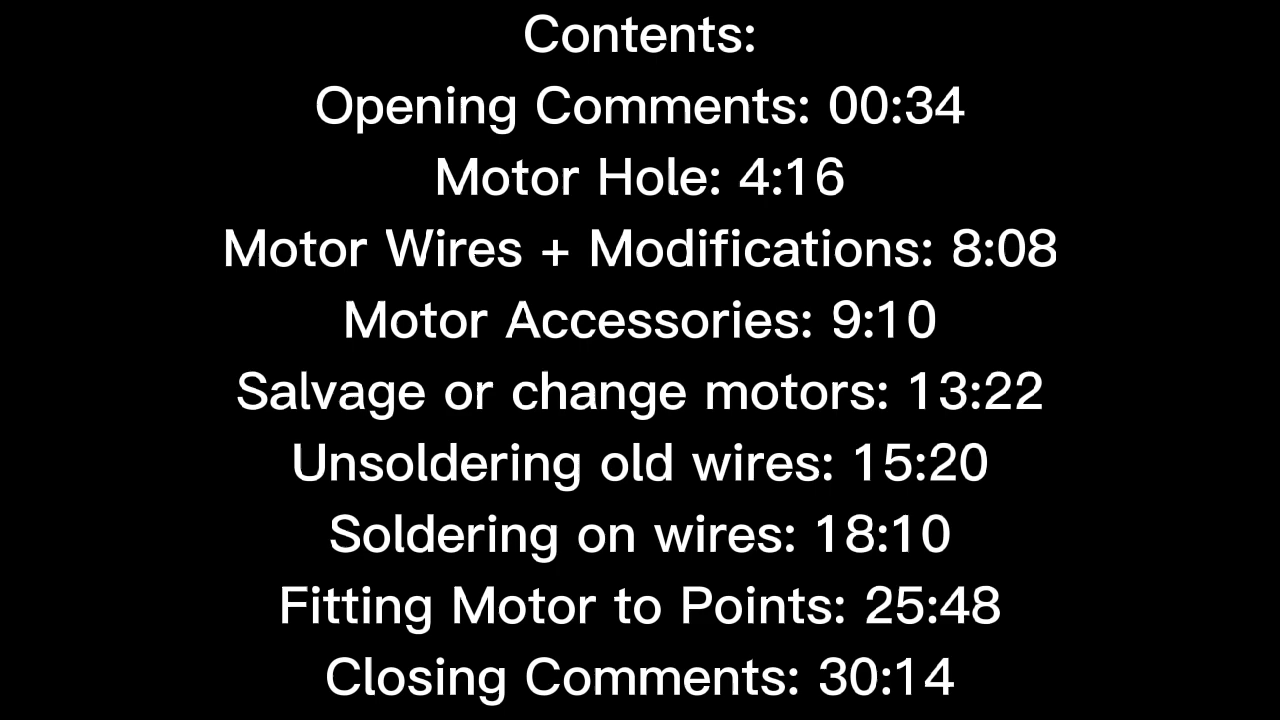 Contents:
Opening Comments: 00:34
Motor Hole: 4:16
Motor Wires + Modifications: 8:08
Motor Accessories: 9:10
Salvage or change motors: 13:22
Unsoldering old wires: 15:20
Soldering on wires: 18:10
Fitting Motor to Points: 25:48
Closing Comments: 30:14